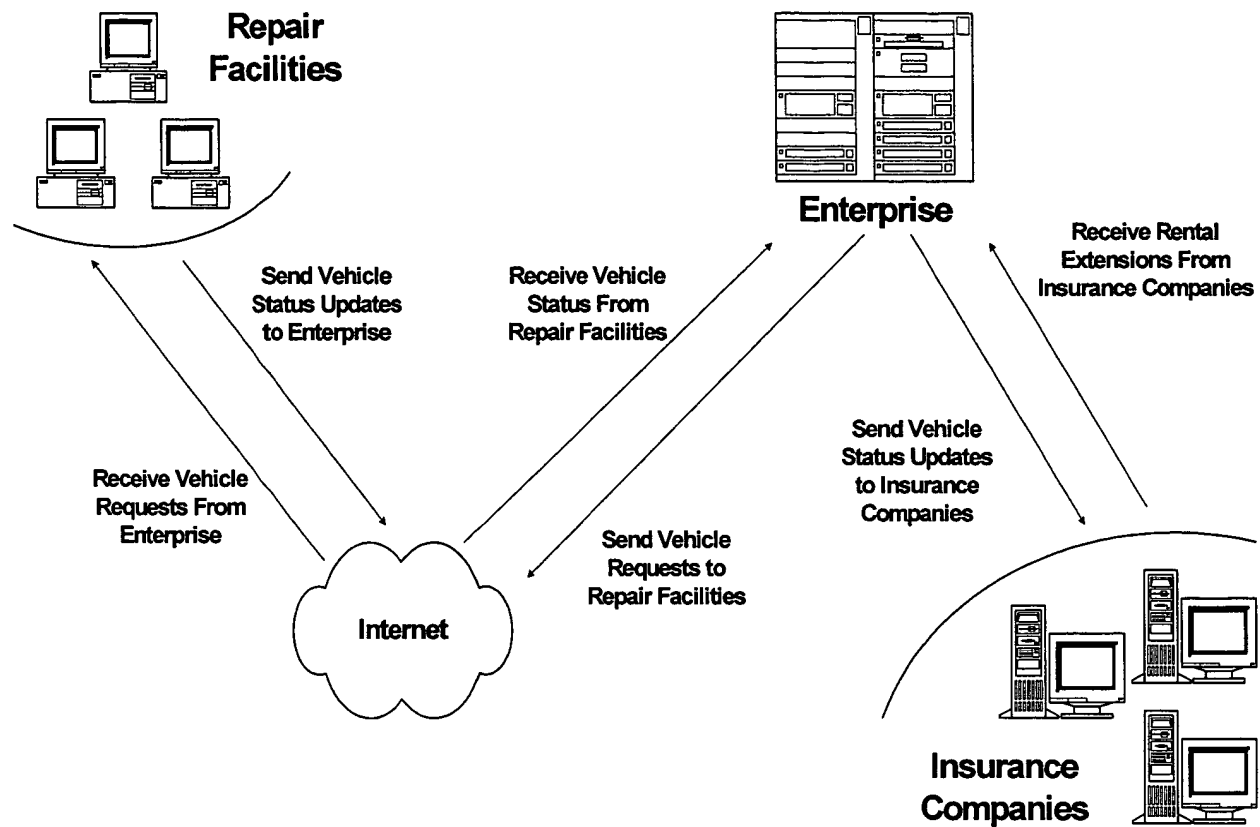 Repair
Facilities
Enterprise
Receive Rental
Extensions From
Insurance Companies
Send Vehicle
Status Updates
to Enterprise
Receive Vehicle
Status From
Repair Facilities
Send Vehicle
Status Updates
to Insurance
Companies
Receive Vehicle
Requests From
Enterprise
Send Vehicle
Requests to
Repair Facilities
Internet
Insurance
Companies